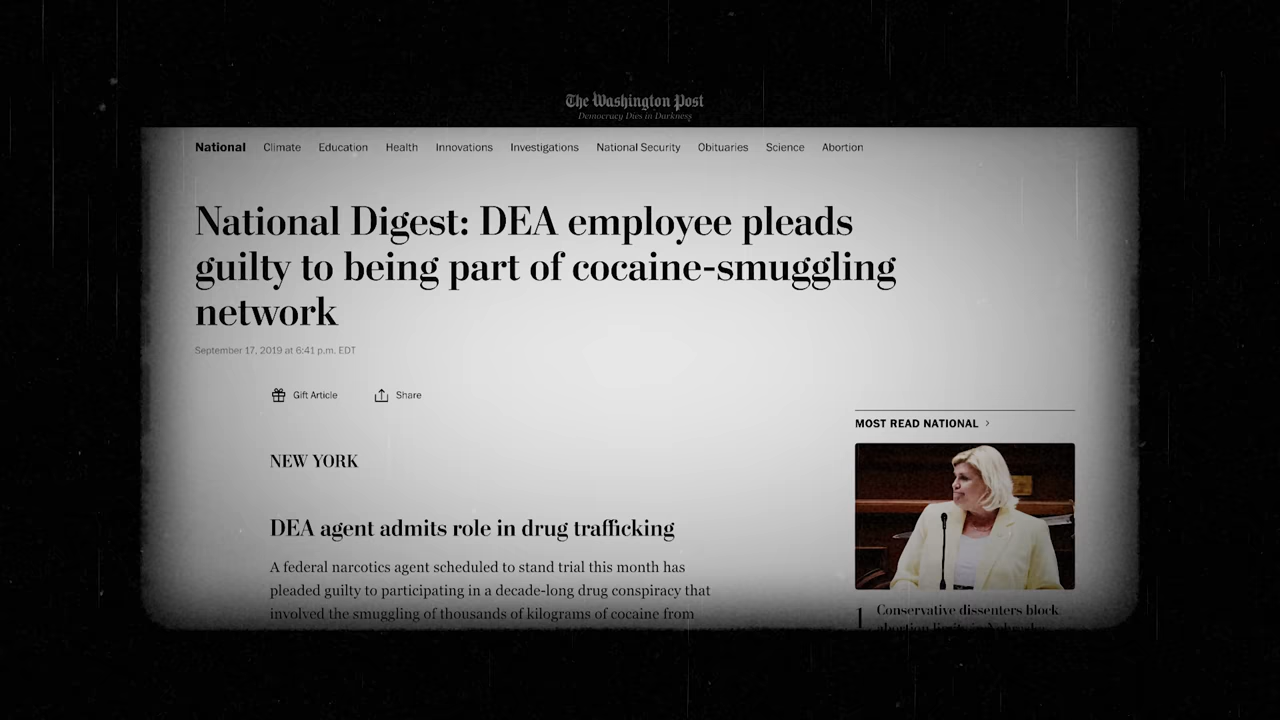 The Washington Post
Democracy Dies in Darkness
National Climate Education Health Innovations Investigations National Security Obituaries Science Abortion
National Digest: DEA employee pleads
guilty to being part of cocaine-smuggling
network
September 17, 2019 at 6:41 p.m. EDT
Gift Article Share
MOST READ NATIONAL >
NEW YORK
DEA agent admits role in drug trafficking
A federal narcotics agent scheduled to stand trial this month has
pleaded guilty to participating in a decade-long drug conspiracy that
involved the smuggling of thousands of kilograms of cocaine from
1 Conservative dissenters block
abortion